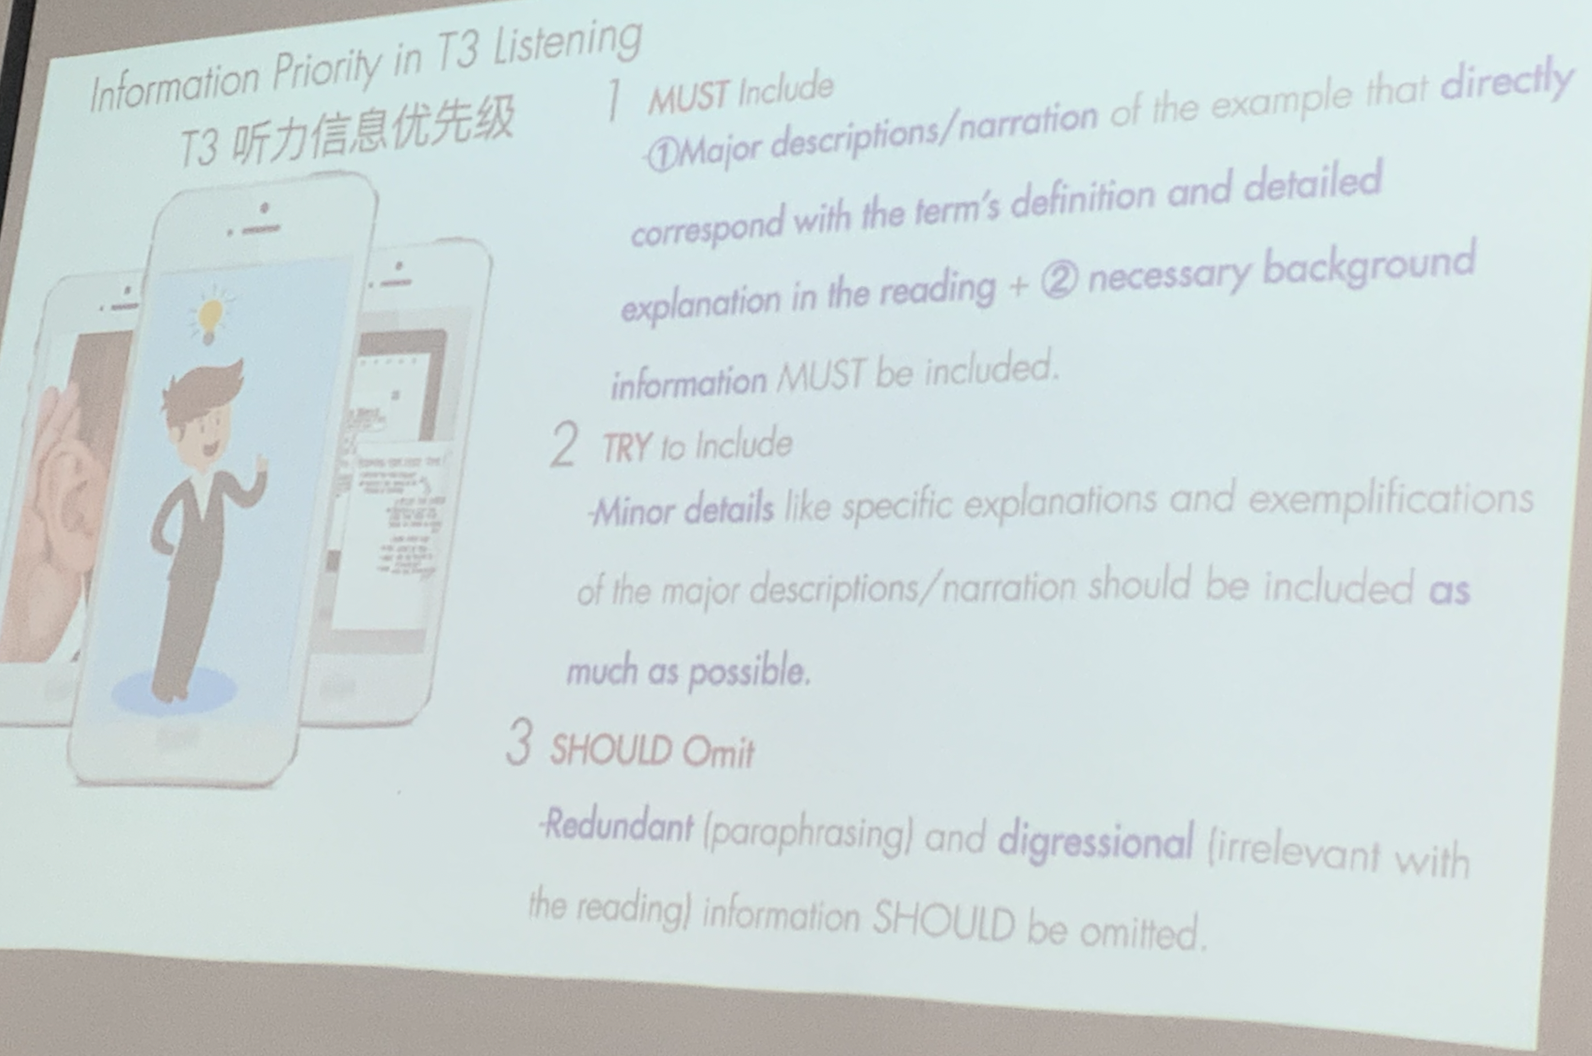 Information Priority in T3 Listening
T3 听力信息优先级
1 MUST Include
-①Major descriptions/narration of the example that directly
correspond with the term's definition and detailed
explanation in the reading + ② necessary background
information MUST be included.
2 TRY to Include
-Minor details like specific explanations and exemplifications
of the major descriptions/narration should be included as
much as possible.
3 SHOULD Omit
-Redundant (paraphrasing) and digressional (irrelevant with
the reading) information SHOULD be omitted.